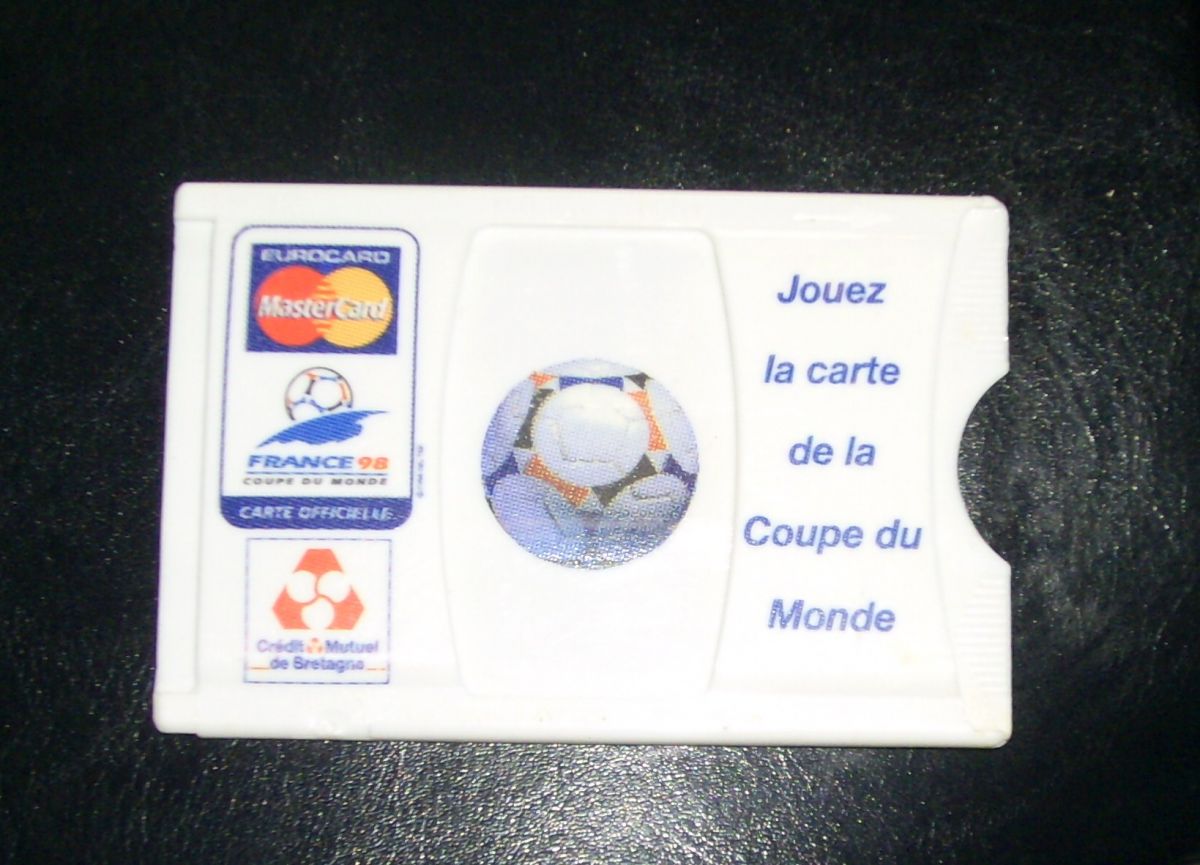 EUROCARD
MasterCard
FRANCE 98
COUPE DU MONDE
CARTE OFFICIELLE
Crédit Mutuel
de Bretagne
Jouez
la carte
de la
Coupe du
Monde